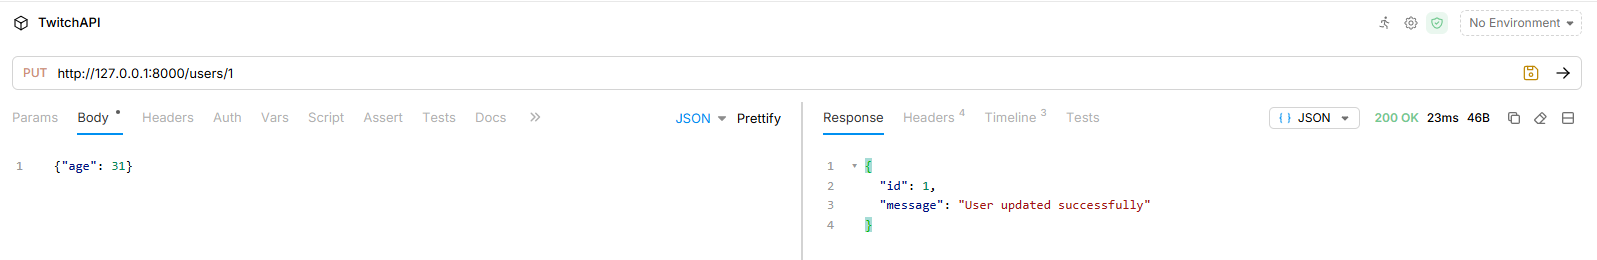 TwitchAPI
No Environment
PUT http://127.0.0.1:8000/users/1
Params Body Headers Auth Vars Script Assert Tests Docs JSON Prettify
1 {"age": 31}
Response Headers 4 Timeline 3 Tests { } JSON 200 OK 23ms 46B
1 {
2 "id": 1,
3 "message": "User updated successfully"
4 }